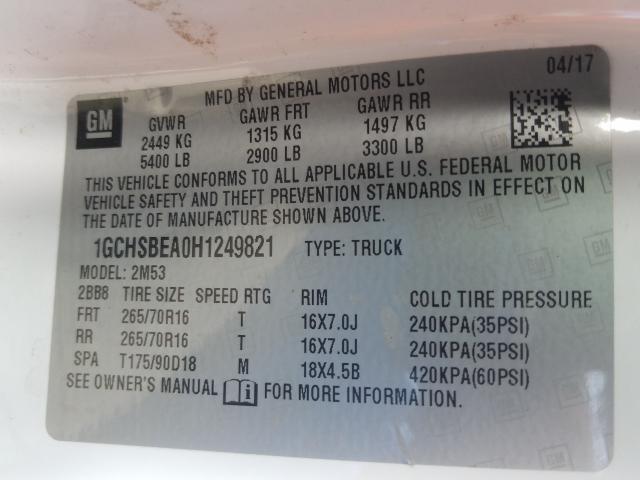 MFD BY GENERAL MOTORS LLC 04/17
GM
GVWR GAWR FRT GAWR RR
2449 KG 1315 KG 1497 KG
5400 LB 2900 LB 3300 LB
THIS VEHICLE CONFORMS TO ALL APPLICABLE U.S. FEDERAL MOTOR
VEHICLE SAFETY AND THEFT PREVENTION STANDARDS IN EFFECT ON
THE DATE OF MANUFACTURE SHOWN ABOVE.
1GCHSBEA0H1249821 TYPE: TRUCK
MODEL: 2M53
2BB8 TIRE SIZE SPEED RTG RIM COLD TIRE PRESSURE
FRT 265/70R16 T 16X7.0J 240KPA(35PSI)
RR 265/70R16 T 16X7.0J 240KPA(35PSI)
SPA T175/90D18 M 18X4.5B 420KPA(60PSI)
SEE OWNER'S MANUAL i FOR MORE INFORMATION.